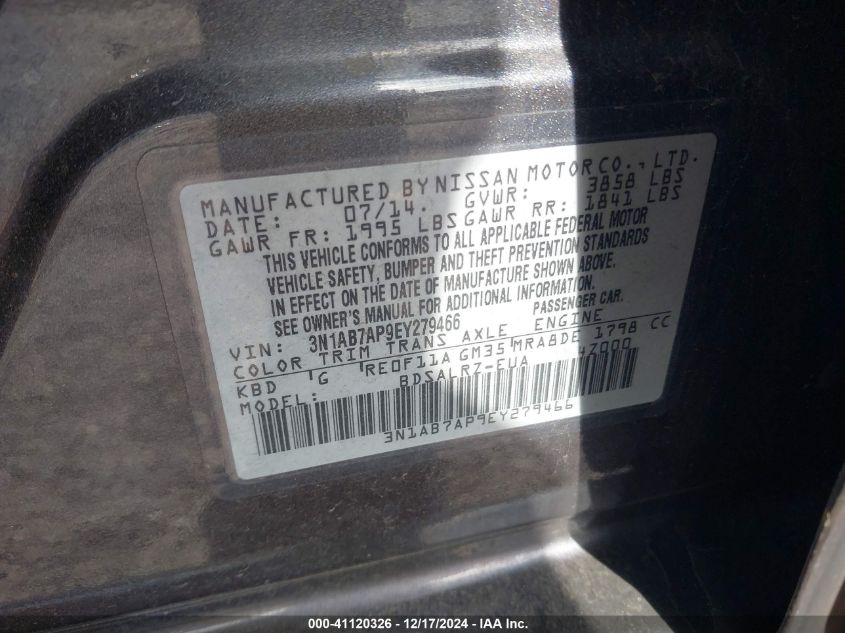 MANUFACTURED BY NISSAN MOTOR CO., LTD.
DATE: 07/14 GVWR: 3858 LBS
GAWR FR: 1995 LBS GAWR RR: 1841 LBS
THIS VEHICLE CONFORMS TO ALL APPLICABLE FEDERAL MOTOR
VEHICLE SAFETY, BUMPER AND THEFT PREVENTION STANDARDS
IN EFFECT ON THE DATE OF MANUFACTURE SHOWN ABOVE.
SEE OWNER'S MANUAL FOR ADDITIONAL INFORMATION.
VIN: 3N1AB7AP9EY279466 PASSENGER CAR.
COLOR TRIM TRANS AXLE ENGINE
KBD G RE0F11A GM35 MRA8DE 1798 CC
MODEL: BDSALRZ-EUA 47000
3N1AB7AP9EY279466
000-41120326 - 12/17/2024 - IAA Inc.